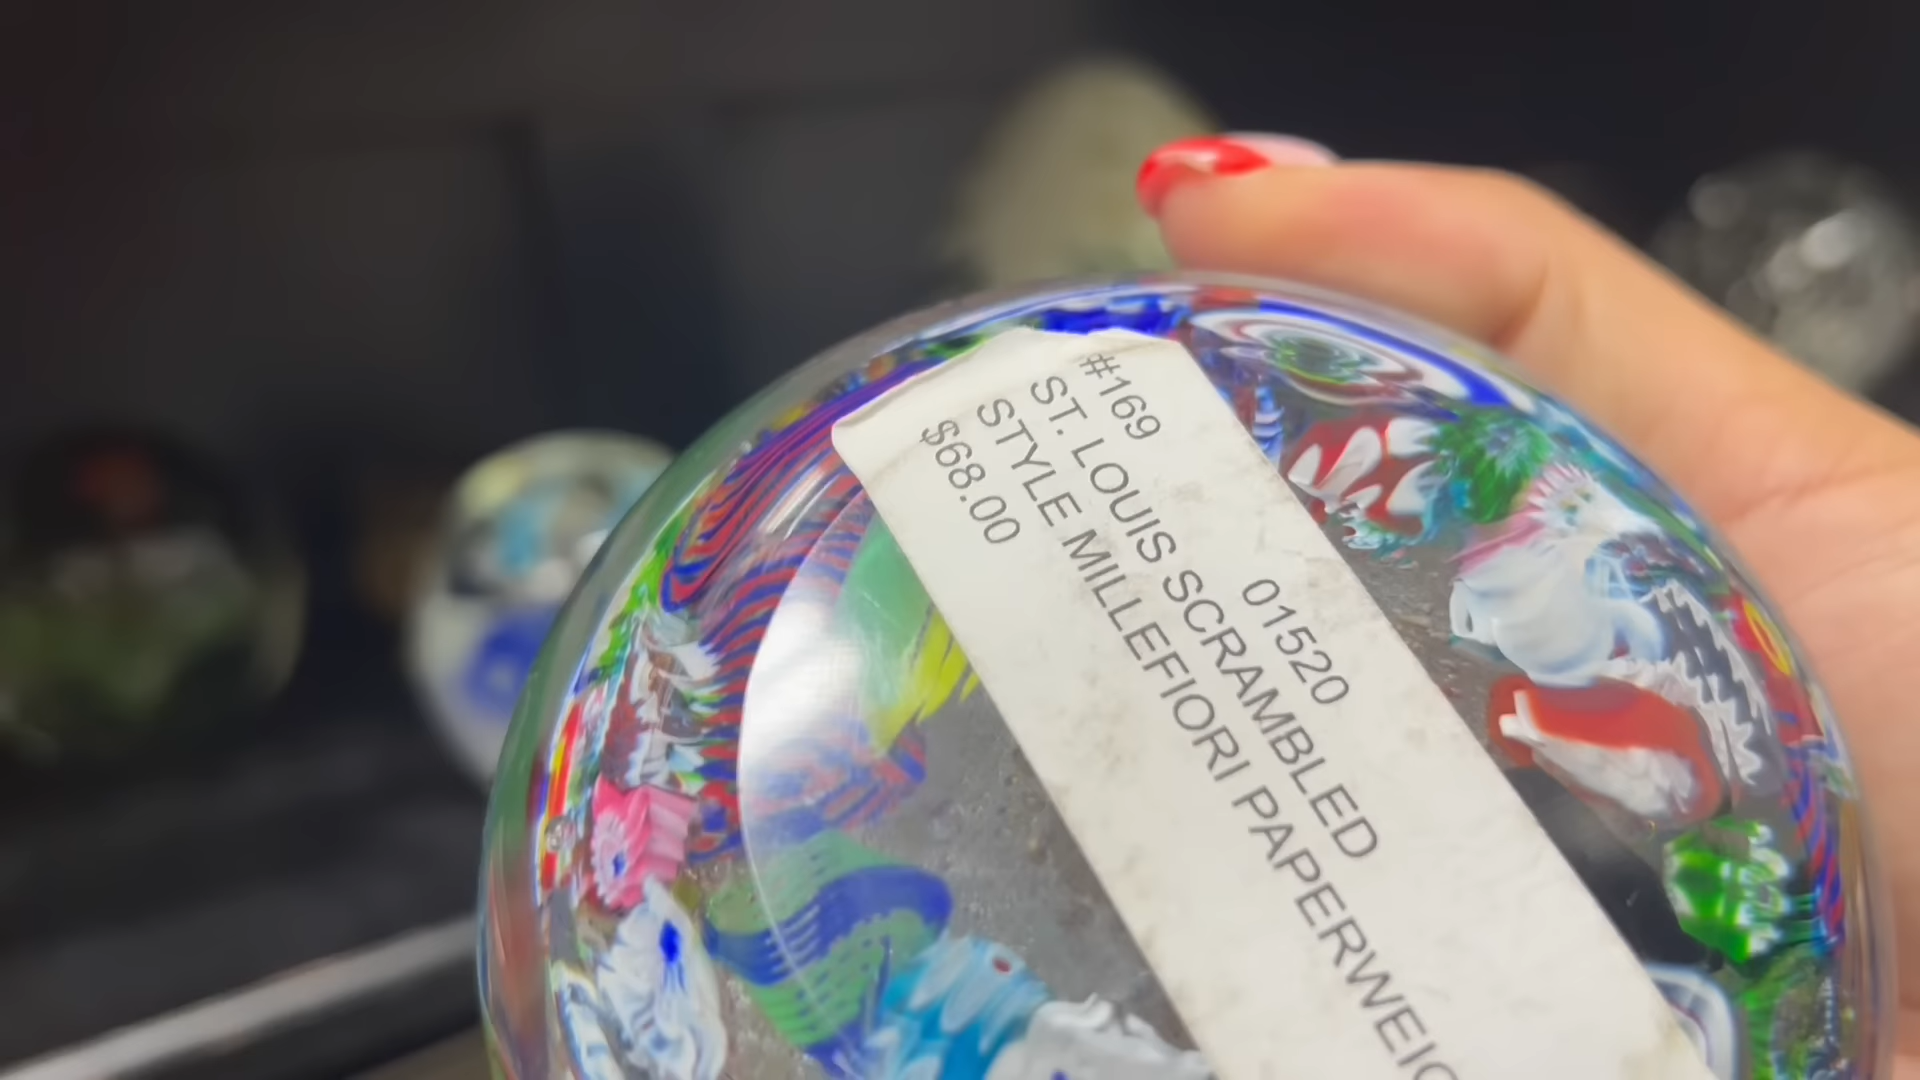 #169 01520
ST. LOUIS SCRAMBLED
STYLE MILLEFIORI PAPERWEIG
$68.00